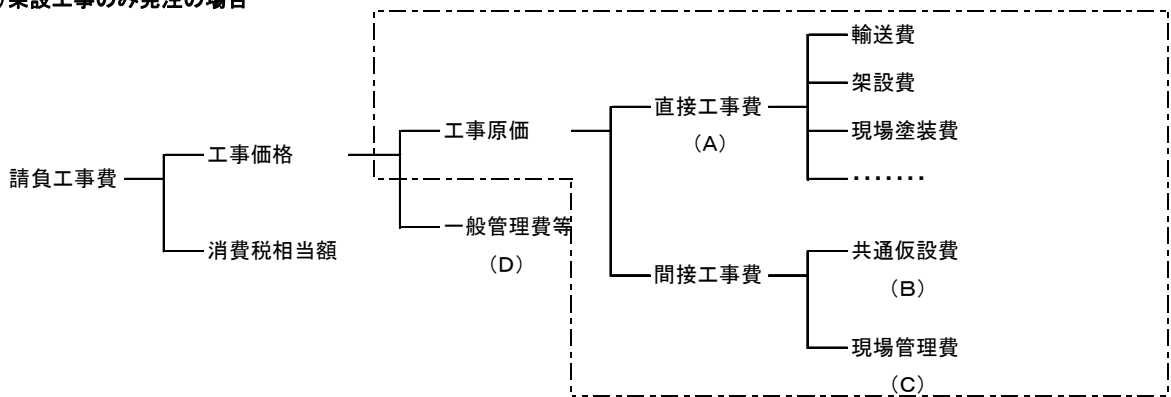 架設工事のみ発注の場合
輸送費
架設費
直接工事費
(A)
工事原価
現場塗装費
工事価格
請負工事費
・・・・・・・
一般管理費等
(D)
消費税相当額
共通仮設費
(B)
間接工事費
現場管理費
(C)